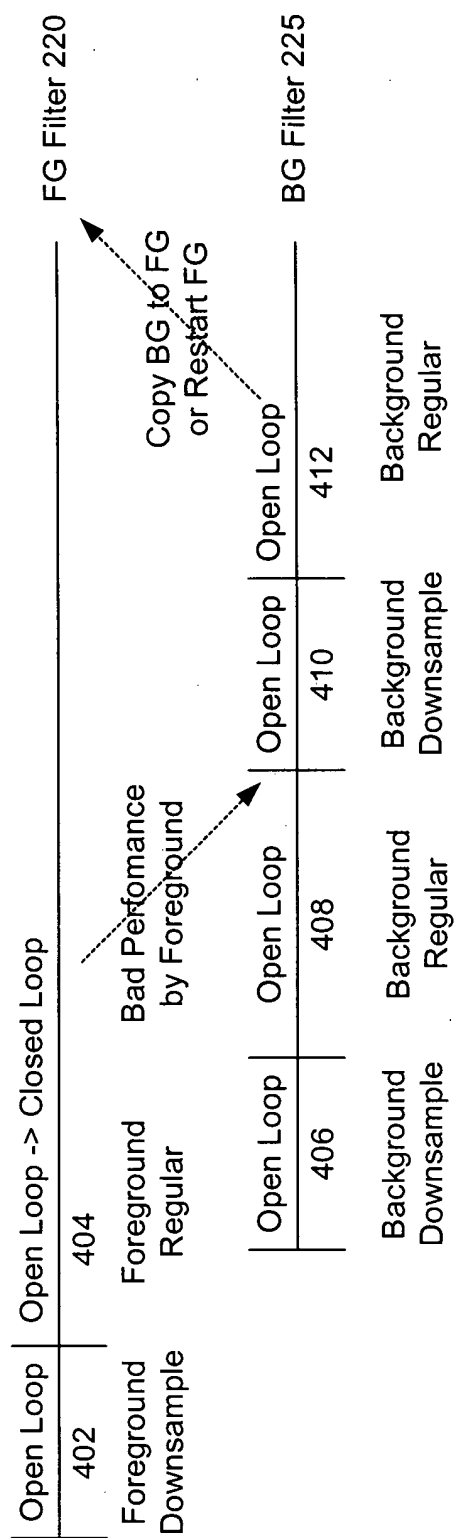 Open Loop
402
Foreground
Downsample
Open Loop -> Closed Loop
404
Foreground
Regular
Bad Perfomance
by Foreground
Copy BG to FG
or Restart FG
FG Filter 220
Open Loop
406
Background
Downsample
Open Loop
408
Background
Regular
Open Loop
410
Background
Downsample
Open Loop
412
Background
Regular
BG Filter 225